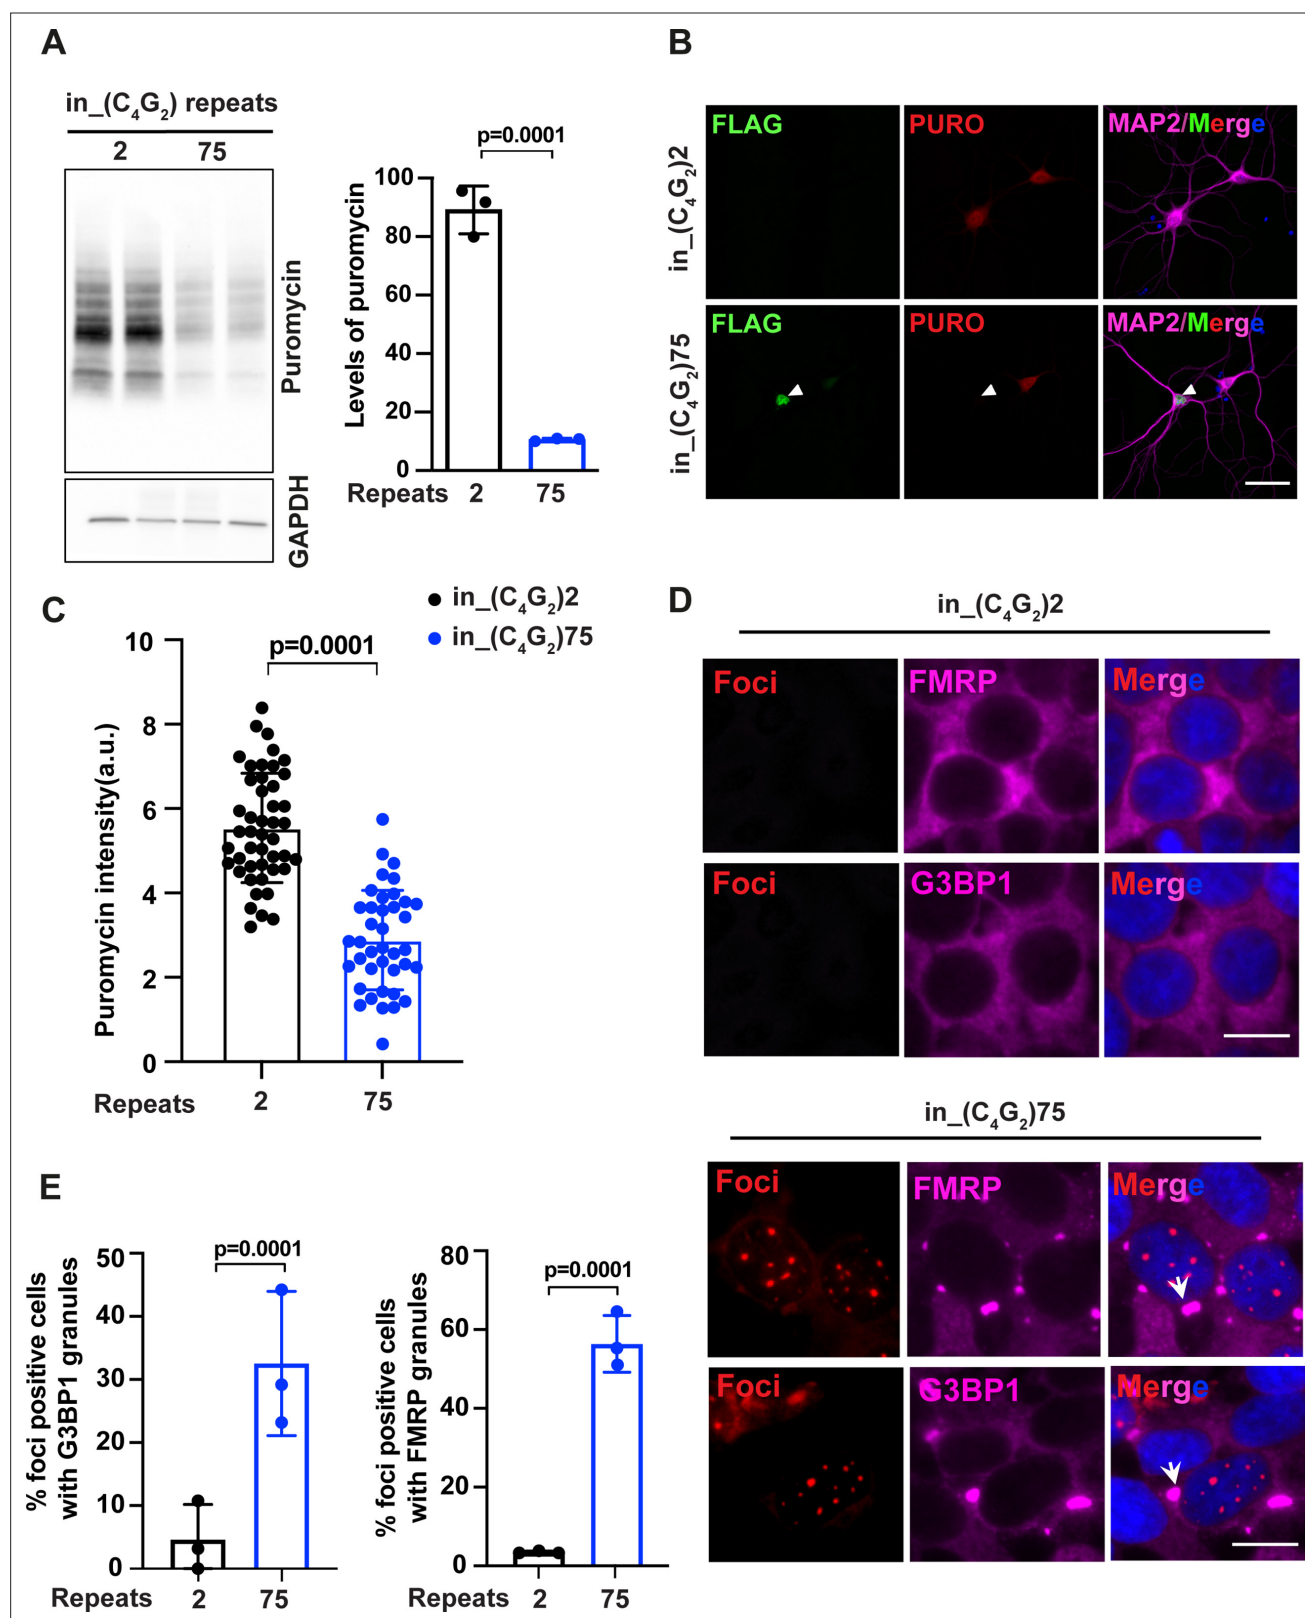 A
in_(C₄G₂) repeats
2 75
Puromycin
GAPDH
p=0.0001
Levels of puromycin
100
80
60
40
20
0
Repeats 2 75
B
in_(C₄G₂)2
FLAG PURO MAP2/Merge
in_(C₄G₂)75
FLAG PURO MAP2/Merge
C
in_(C₄G₂)2
in_(C₄G₂)75
p=0.0001
Puromycin intensity(a.u.)
10
8
6
4
2
0
Repeats 2 75
D
in_(C₄G₂)2
Foci FMRP Merge
Foci G3BP1 Merge
in_(C₄G₂)75
Foci FMRP Merge
Foci G3BP1 Merge
E
p=0.0001
% foci positive cells
with G3BP1 granules
50
40
30
20
10
0
Repeats 2 75
p=0.0001
% foci positive cells
with FMRP granules
80
60
40
20
0
Repeats 2 75